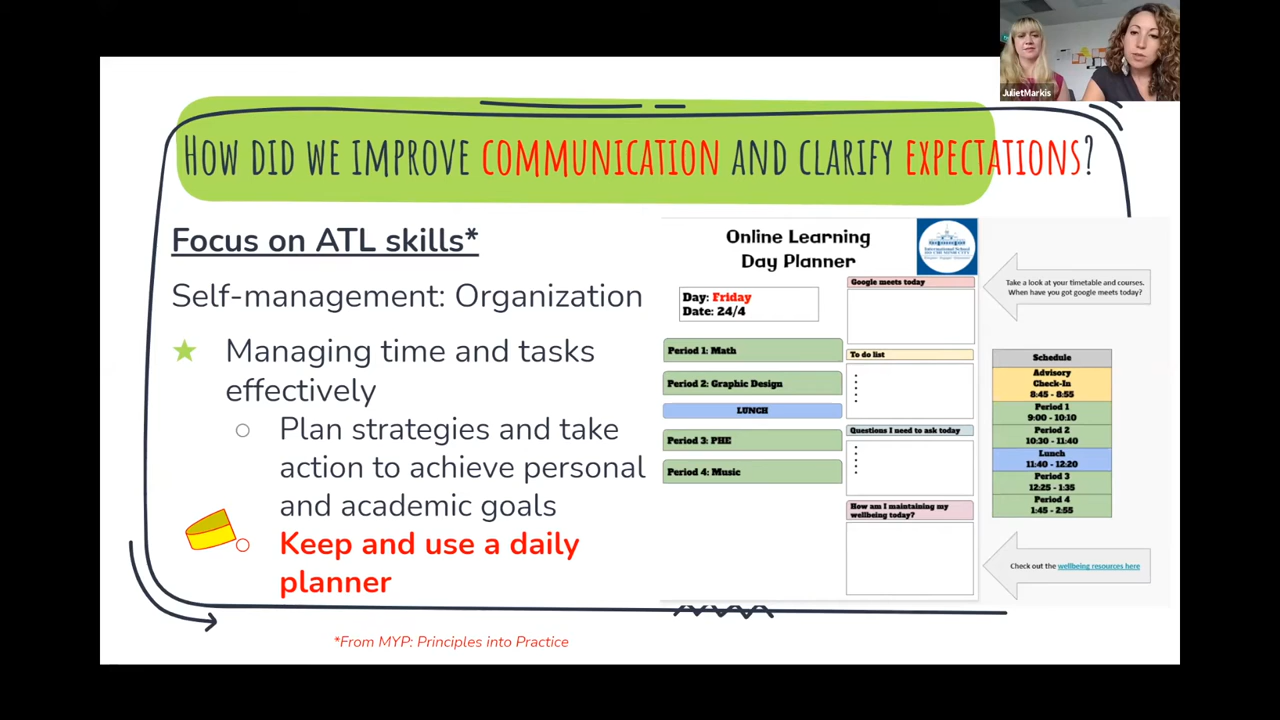 JulietMarkis
How did we improve communication and clarify expectations?
Focus on ATL skills*
Self-management: Organization
Managing time and tasks
effectively
Plan strategies and take
action to achieve personal
and academic goals
Keep and use a daily
planner
*From MYP: Principles into Practice
Online Learning
Day Planner
International School
HO CHI MINH CITY
Day: Friday
Date: 24/4
Period 1: Math
Period 2: Graphic Design
LUNCH
Period 3: PHE
Period 4: Music
Google meets today
To do list
Questions I need to ask today
How am I maintaining my
wellbeing today?
Take a look at your timetable and courses.
When have you got google meets today?
Schedule
Advisory
Check-In
8:45 - 8:55
Period 1
9:00 - 10:10
Period 2
10:30 - 11:40
Lunch
11:40 - 12:20
Period 3
12:25 - 1:35
Period 4
1:45 - 2:55
Check out the wellbeing resources here